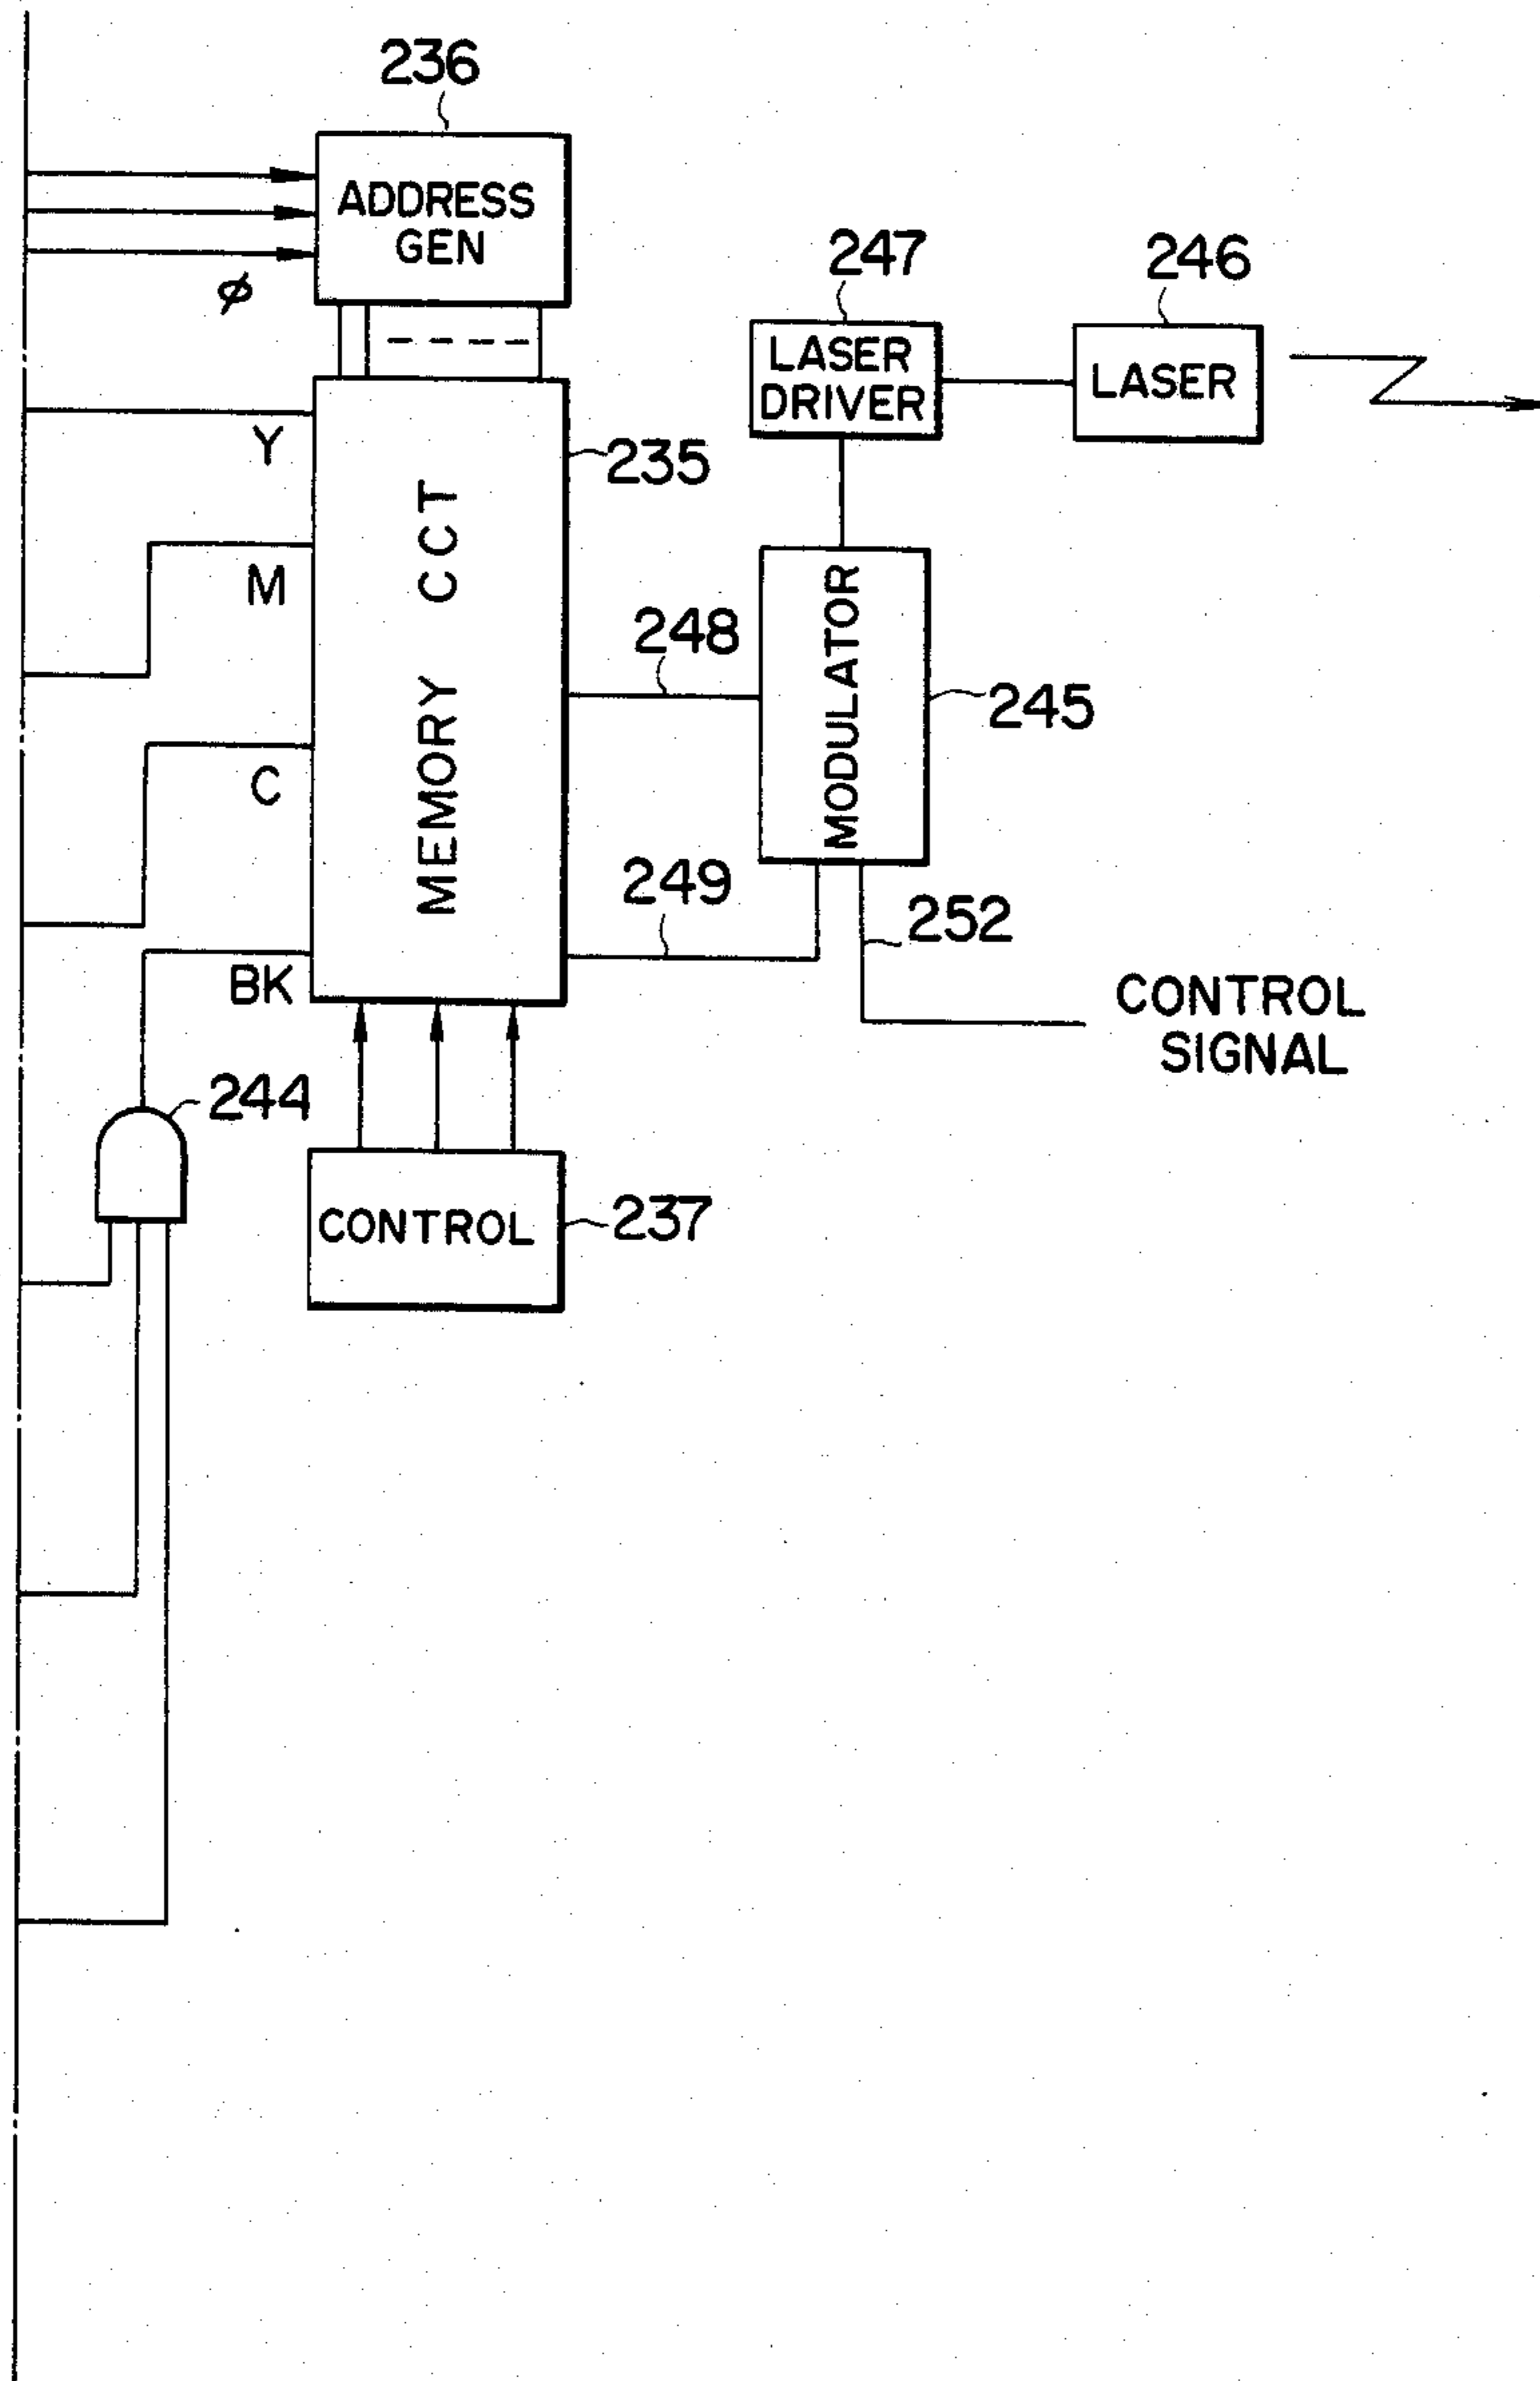 236
ADDRESS
GEN
φ
247
246
LASER
DRIVER
LASER
Y
235
MEMORY CCT
M
248
MODULATOR
245
C
249
252
BK
CONTROL
SIGNAL
244
CONTROL
237